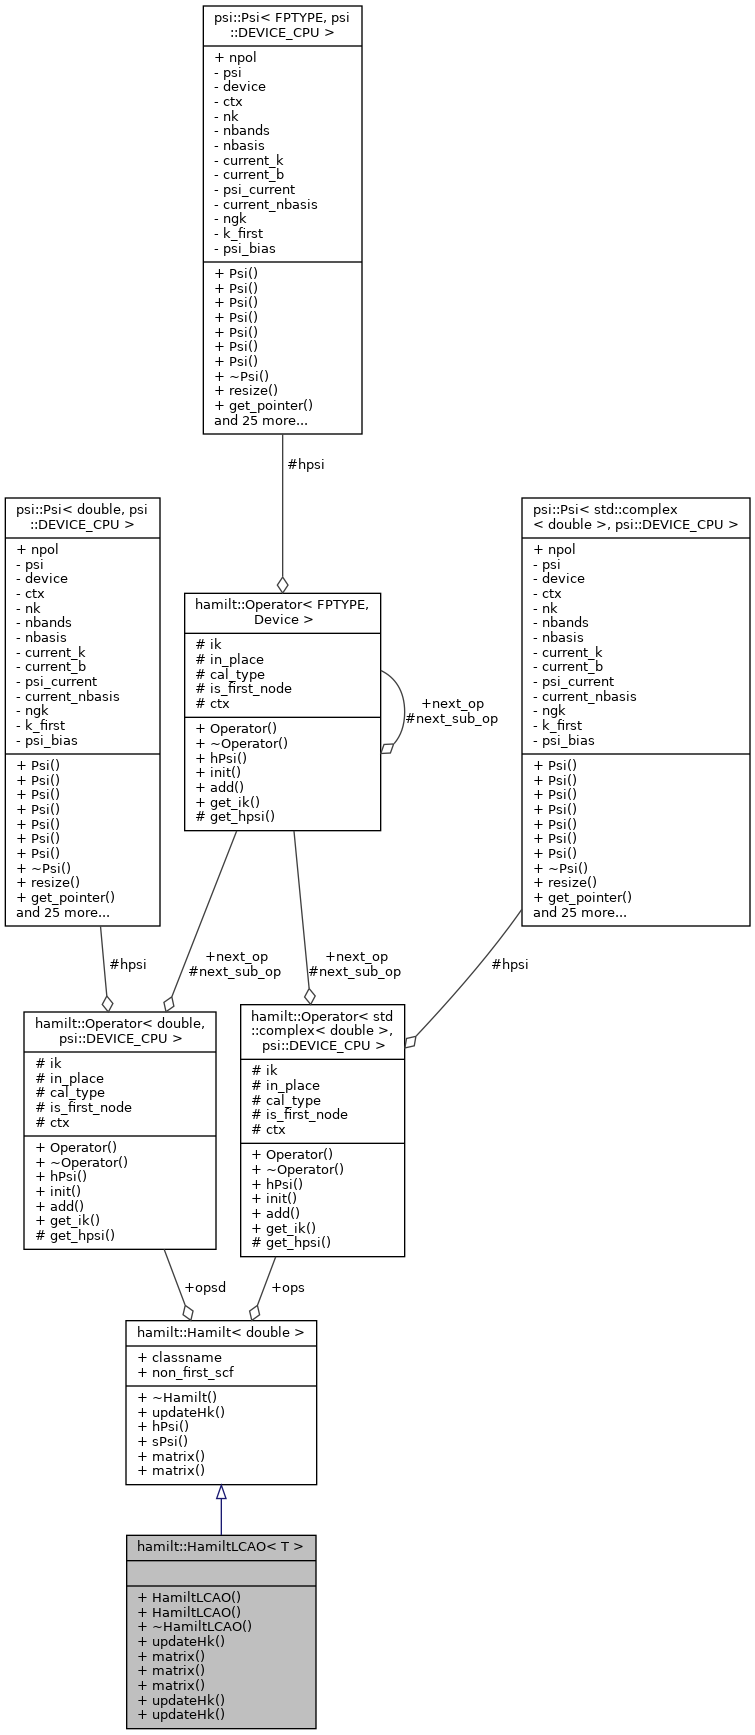 psi::Psi< FPTYPE, psi
::DEVICE_CPU >
+ npol
- psi
- device
- ctx
- nk
- nbands
- nbasis
- current_k
- current_b
- psi_current
- current_nbasis
- ngk
- k_first
- psi_bias
+ Psi()
+ Psi()
+ Psi()
+ Psi()
+ Psi()
+ Psi()
+ Psi()
+ ~Psi()
+ resize()
+ get_pointer()
and 25 more...
#hpsi
psi::Psi< double, psi
::DEVICE_CPU >
+ npol
- psi
- device
- ctx
- nk
- nbands
- nbasis
- current_k
- current_b
- psi_current
- current_nbasis
- ngk
- k_first
- psi_bias
+ Psi()
+ Psi()
+ Psi()
+ Psi()
+ Psi()
+ Psi()
+ Psi()
+ ~Psi()
+ resize()
+ get_pointer()
and 25 more...
hamilt::Operator< FPTYPE,
Device >
# ik
# in_place
# cal_type
# is_first_node
# ctx
+ Operator()
+ ~Operator()
+ hPsi()
+ init()
+ add()
+ get_ik()
# get_hpsi()
+next_op
#next_sub_op
psi::Psi< std::complex
< double >, psi::DEVICE_CPU >
+ npol
- psi
- device
- ctx
- nk
- nbands
- nbasis
- current_k
- current_b
- psi_current
- current_nbasis
- ngk
- k_first
- psi_bias
+ Psi()
+ Psi()
+ Psi()
+ Psi()
+ Psi()
+ Psi()
+ Psi()
+ ~Psi()
+ resize()
+ get_pointer()
and 25 more...
#hpsi
+next_op
#next_sub_op
+next_op
#next_sub_op
#hpsi
hamilt::Operator< double,
psi::DEVICE_CPU >
# ik
# in_place
# cal_type
# is_first_node
# ctx
+ Operator()
+ ~Operator()
+ hPsi()
+ init()
+ add()
+ get_ik()
# get_hpsi()
hamilt::Operator< std
::complex< double >,
psi::DEVICE_CPU >
# ik
# in_place
# cal_type
# is_first_node
# ctx
+ Operator()
+ ~Operator()
+ hPsi()
+ init()
+ add()
+ get_ik()
# get_hpsi()
+opsd
+ops
hamilt::Hamilt< double >
+ classname
+ non_first_scf
+ ~Hamilt()
+ updateHk()
+ hPsi()
+ sPsi()
+ matrix()
+ matrix()
hamilt::HamiltLCAO< T >
+ HamiltLCAO()
+ HamiltLCAO()
+ ~HamiltLCAO()
+ updateHk()
+ matrix()
+ matrix()
+ matrix()
+ updateHk()
+ updateHk()